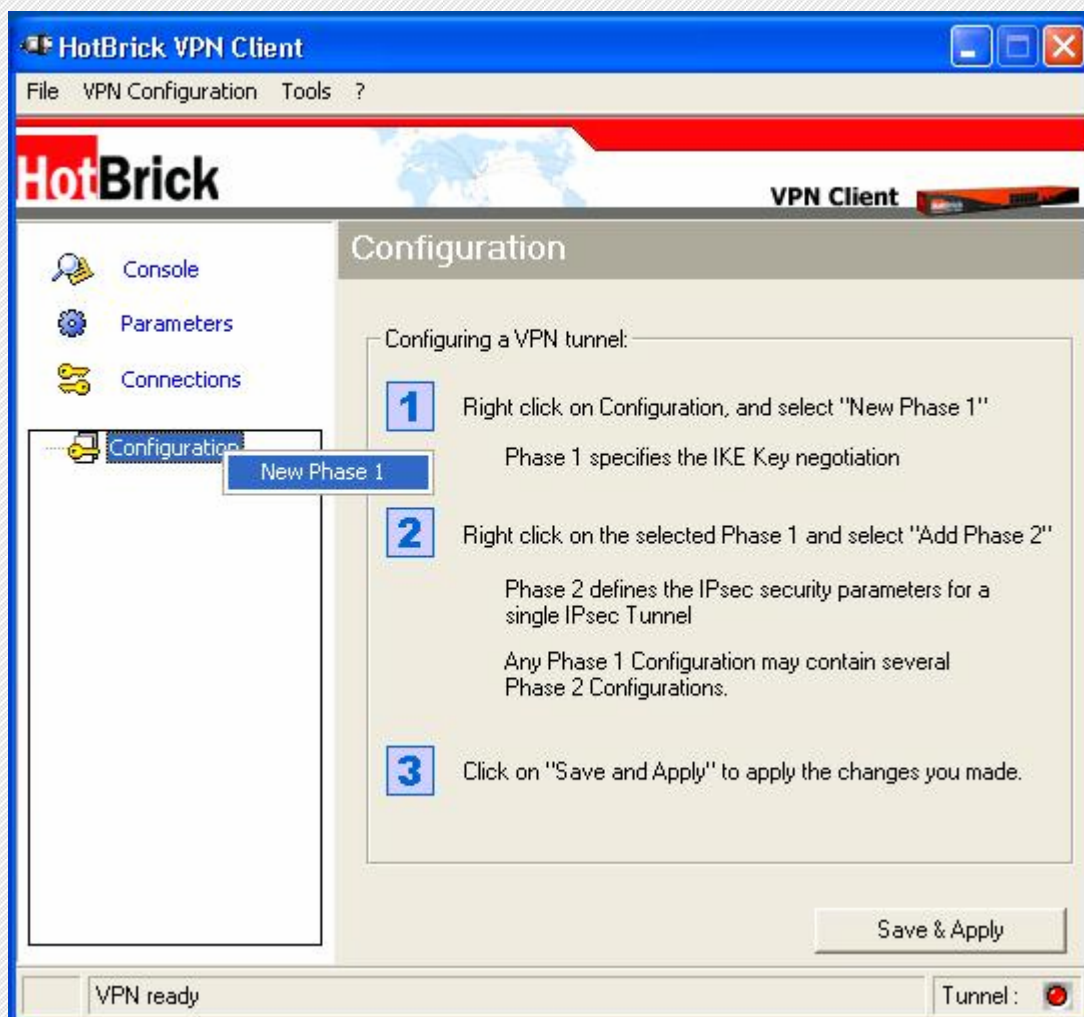 HotBrick VPN Client
File VPN Configuration Tools ?
HotBrick
VPN Client
Console
Parameters
Connections
Configuration
New Phase 1
Configuration
Configuring a VPN tunnel:
1 Right click on Configuration, and select "New Phase 1"
Phase 1 specifies the IKE Key negotiation
2 Right click on the selected Phase 1 and select "Add Phase 2"
Phase 2 defines the IPsec security parameters for a
single IPsec Tunnel
Any Phase 1 Configuration may contain several
Phase 2 Configurations.
3 Click on "Save and Apply" to apply the changes you made.
Save & Apply
VPN ready
Tunnel :